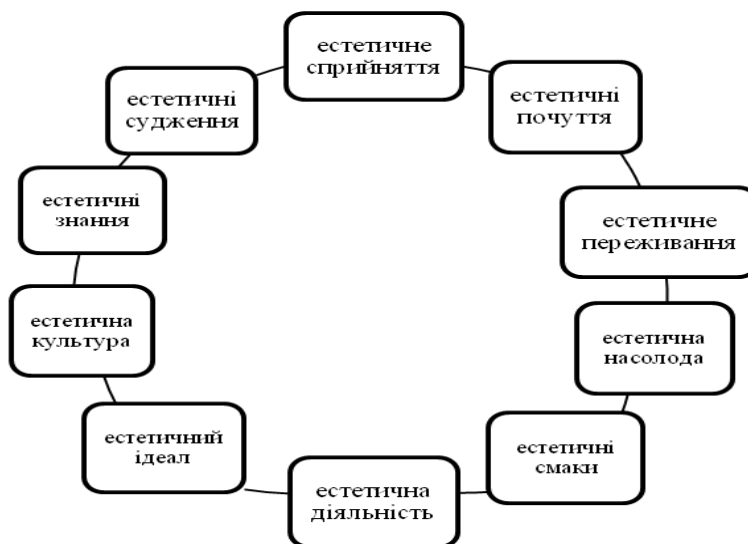 естетичне
сприйняття
естетичні
почуття
естетичне
переживання
естетична
насолода
естетичні
смаки
естетична
діяльність
естетичний
ідеал
естетична
культура
естетичні
знання
естетичні
судження